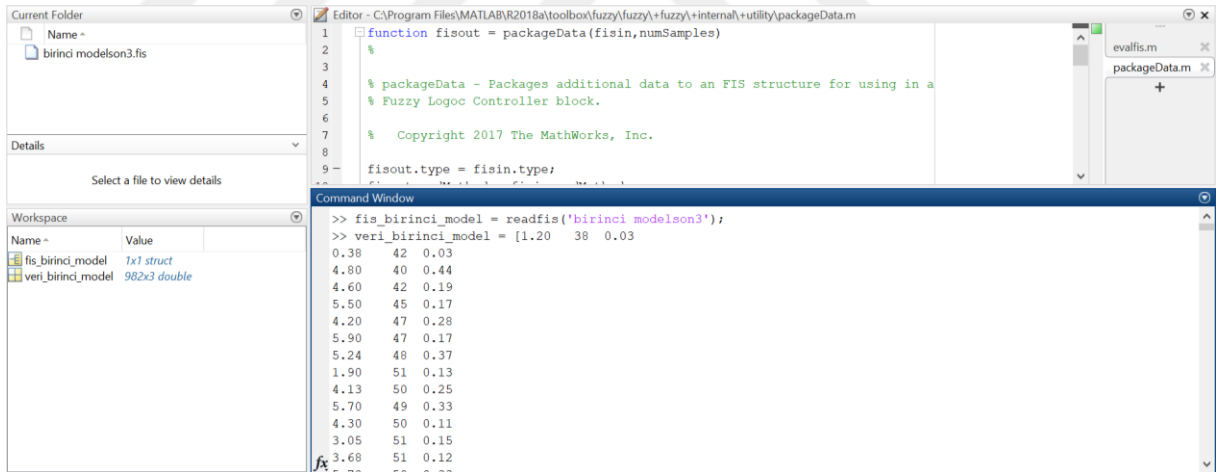 Current Folder
Name
birinci modelson3.fis
Details
Select a file to view details
Workspace
Name Value
fis_birinci_model 1x1 struct
veri_birinci_model 982x3 double
Editor - C:\Program Files\MATLAB\R2018a\toolbox\fuzzy\fuzzy\+fuzzy\+internal\+utility\packageData.m
1 function fisout = packageData(fisin,numSamples)
2 %
3
4 % packageData - Packages additional data to an FIS structure for using in a
5 % Fuzzy Logoc Controller block.
6
7 % Copyright 2017 The MathWorks, Inc.
8
9 - fisout.type = fisin.type;
evalfis.m
packageData.m
+
Command Window
>> fis_birinci_model = readfis('birinci modelson3');
>> veri_birinci_model = [1.20 38 0.03
0.38 42 0.03
4.80 40 0.44
4.60 42 0.19
5.50 45 0.17
4.20 47 0.28
5.90 47 0.17
5.24 48 0.37
1.90 51 0.13
4.13 50 0.25
5.70 49 0.33
4.30 50 0.11
3.05 51 0.15
fx 3.68 51 0.12